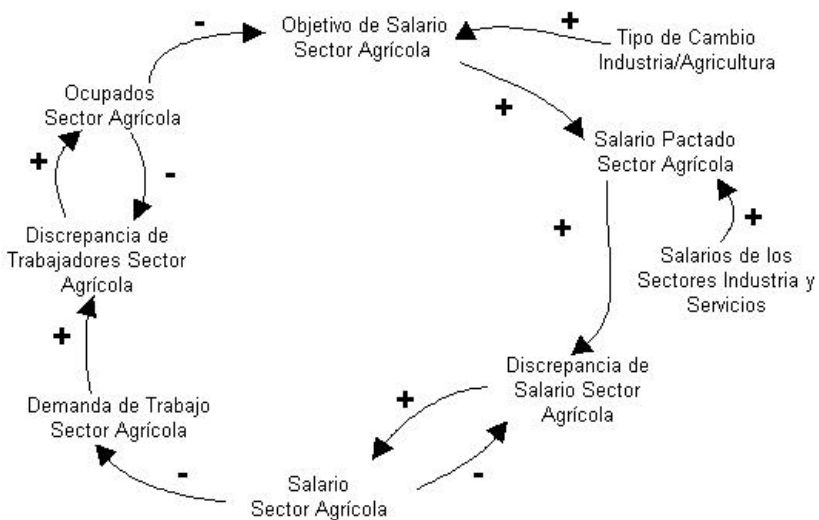 -
Objetivo de Salario
Sector Agrícola
+
Tipo de Cambio
Industria/Agricultura
Ocupados
Sector Agrícola
+
Salario Pactado
Sector Agrícola
+
-
Discrepancia de
Trabajadores Sector
Agrícola
+
+
Salarios de los
Sectores Industria y
Servicios
+
Discrepancia de
Salario Sector
Agrícola
Demanda de Trabajo
Sector Agrícola
+
-
Salario
Sector Agrícola
-